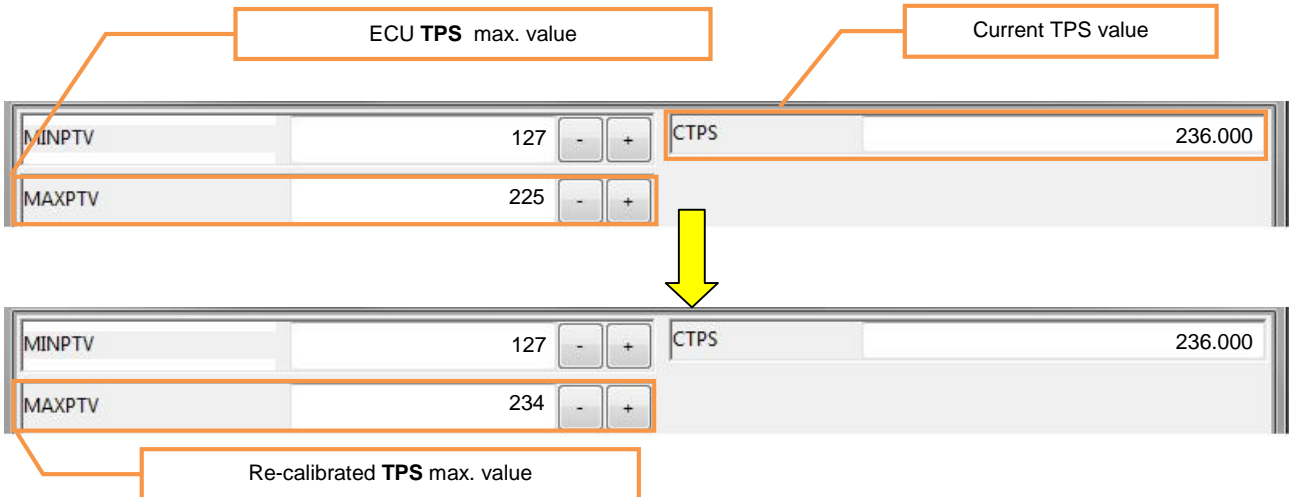 ECU TPS max. value
Current TPS value
MINPTV 127 - + CTPS 236.000
MAXPTV 225 - +
MINPTV 127 - + CTPS 236.000
MAXPTV 234 - +
Re-calibrated TPS max. value